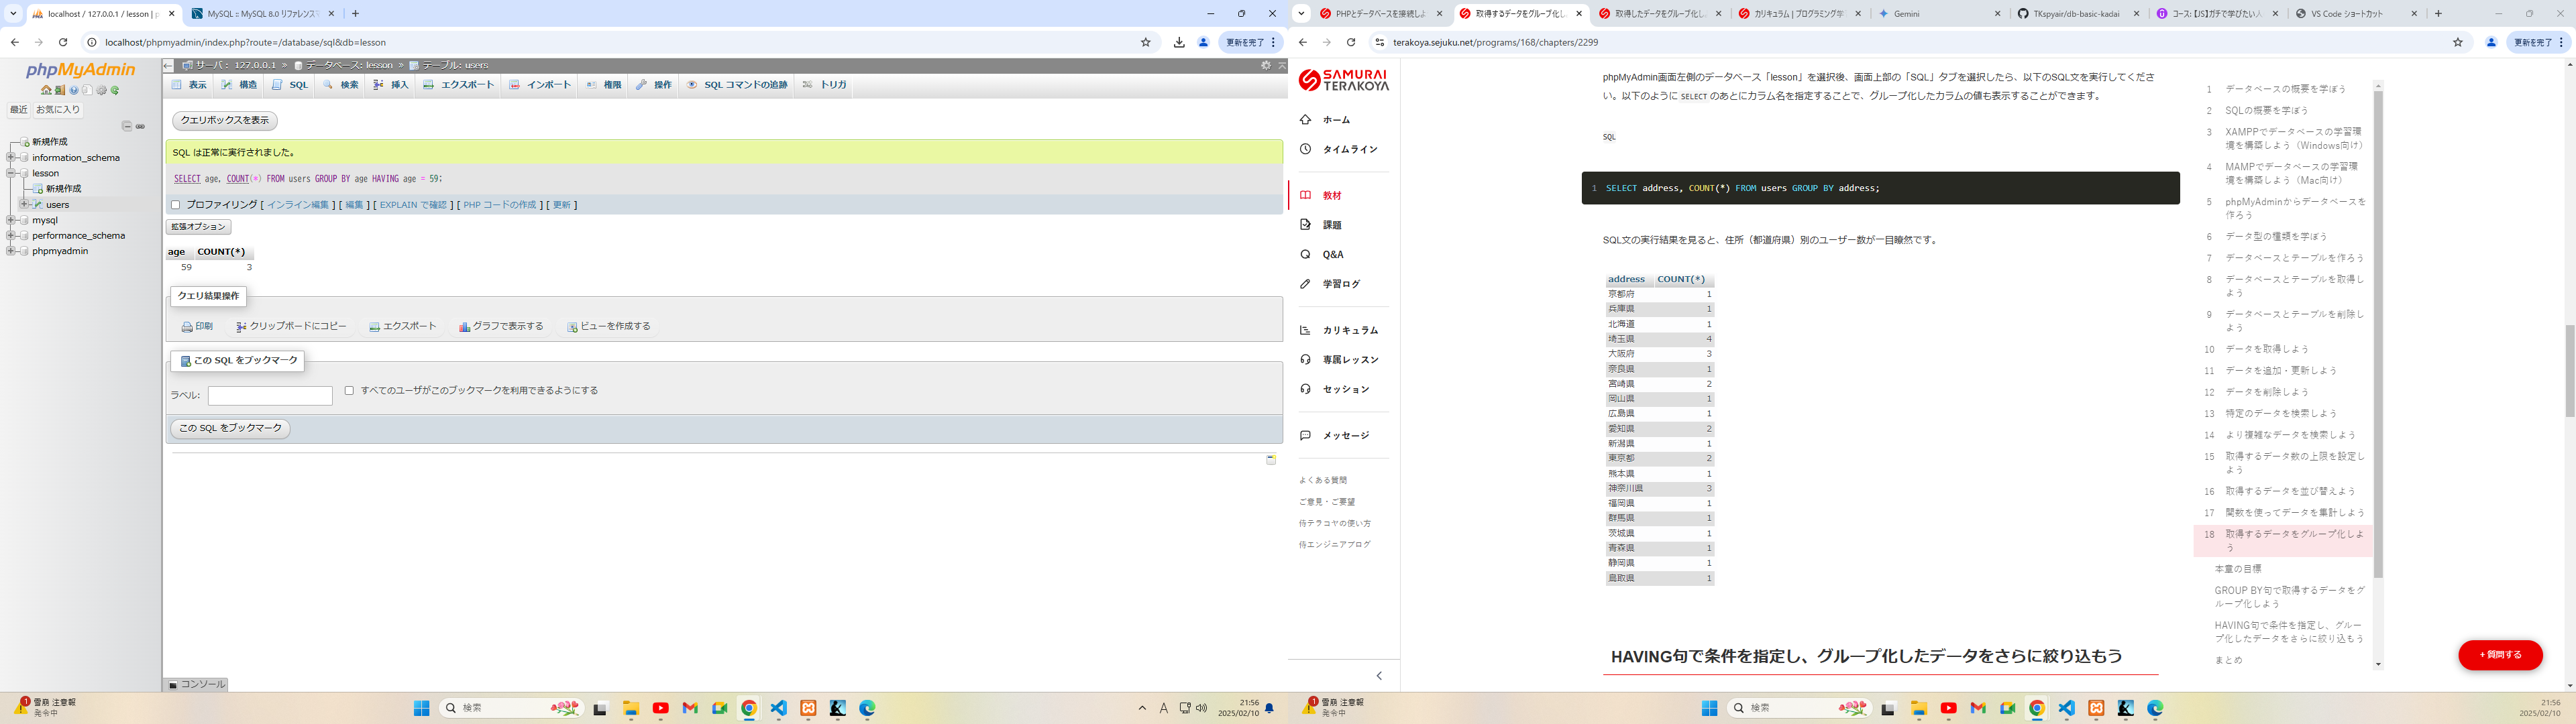 localhost / 127.0.0.1 / lesson | p
MySQL :: MySQL 8.0 リファレンスマ
localhost/phpmyadmin/index.php?route=/database/sql&db=lesson
更新を完了
phpMyAdmin
最近 お気に入り
新規作成
information_schema
lesson
新規作成
users
mysql
performance_schema
phpmyadmin
サーバ: 127.0.0.1 » データベース: lesson » テーブル: users
表示 構造 SQL 検索 挿入 エクスポート インポート 権限 操作 SQL コマンドの追跡 トリガ
クエリボックスを表示
SQL は正常に実行されました。
SELECT age, COUNT(*) FROM users GROUP BY age HAVING age = 59;
プロファイリング [ インライン編集 ] [ 編集 ] [ EXPLAIN で確認 ] [ PHP コードの作成 ] [ 更新 ]
拡張オプション
age COUNT(*)
59 3
クエリ結果操作
印刷 クリップボードにコピー エクスポート グラフで表示する ビューを作成する
この SQL をブックマーク
ラベル: すべてのユーザがこのブックマークを利用できるようにする
この SQL をブックマーク
コンソール
雪崩 注意報
発令中
検索
21:56
2025/02/10
PHPとデータベースを接続しよ
取得するデータをグループ化し
取得したデータをグループ化し
カリキュラム | プログラミング学
Gemini
TKspyair/db-basic-kadai
コース: 【JS】ガチで学びたい人
VS Code ショートカット
terakoya.sejuku.net/programs/168/chapters/2299
更新を完了
SAMURAI
TERAKOYA
ホーム
タイムライン
教材
課題
Q&A
学習ログ
カリキュラム
専属レッスン
セッション
メッセージ
よくある質問
ご意見・ご要望
侍テラコヤの使い方
侍エンジニアブログ
phpMyAdmin画面左側のデータベース「lesson」を選択後、画面上部の「SQL」タブを選択したら、以下のSQL文を実行してくださ
い。以下のように SELECT のあとにカラム名を指定することで、グループ化したカラムの値も表示することができます。
SQL
1 SELECT address, COUNT(*) FROM users GROUP BY address;
SQL文の実行結果を見ると、住所（都道府県）別のユーザー数が一目瞭然です。
address COUNT(*)
京都府 1
兵庫県 1
北海道 1
埼玉県 4
大阪府 3
奈良県 1
宮崎県 2
岡山県 1
広島県 1
愛知県 2
新潟県 1
東京都 2
熊本県 1
神奈川県 3
福岡県 1
群馬県 1
茨城県 1
青森県 1
静岡県 1
鳥取県 1
HAVING句で条件を指定し、グループ化したデータをさらに絞り込もう
1 データベースの概要を学ぼう
2 SQLの概要を学ぼう
3 XAMPPでデータベースの学習環
境を構築しよう（Windows向け）
4 MAMPでデータベースの学習環
境を構築しよう（Mac向け）
5 phpMyAdminからデータベースを
作ろう
6 データ型の種類を学ぼう
7 データベースとテーブルを作ろう
8 データベースとテーブルを取得し
よう
9 データベースとテーブルを削除し
よう
10 データを取得しよう
11 データを追加・更新しよう
12 データを削除しよう
13 特定のデータを検索しよう
14 より複雑なデータを検索しよう
15 取得するデータ数の上限を設定し
よう
16 取得するデータを並び替えよう
17 関数を使ってデータを集計しよう
18 取得するデータをグループ化しよ
う
本章の目標
GROUP BY句で取得するデータをグ
ループ化しよう
HAVING句で条件を指定し、グルー
プ化したデータをさらに絞り込もう
まとめ
+ 質問する
雪崩 注意報
発令中
検索
21:56
2025/02/10